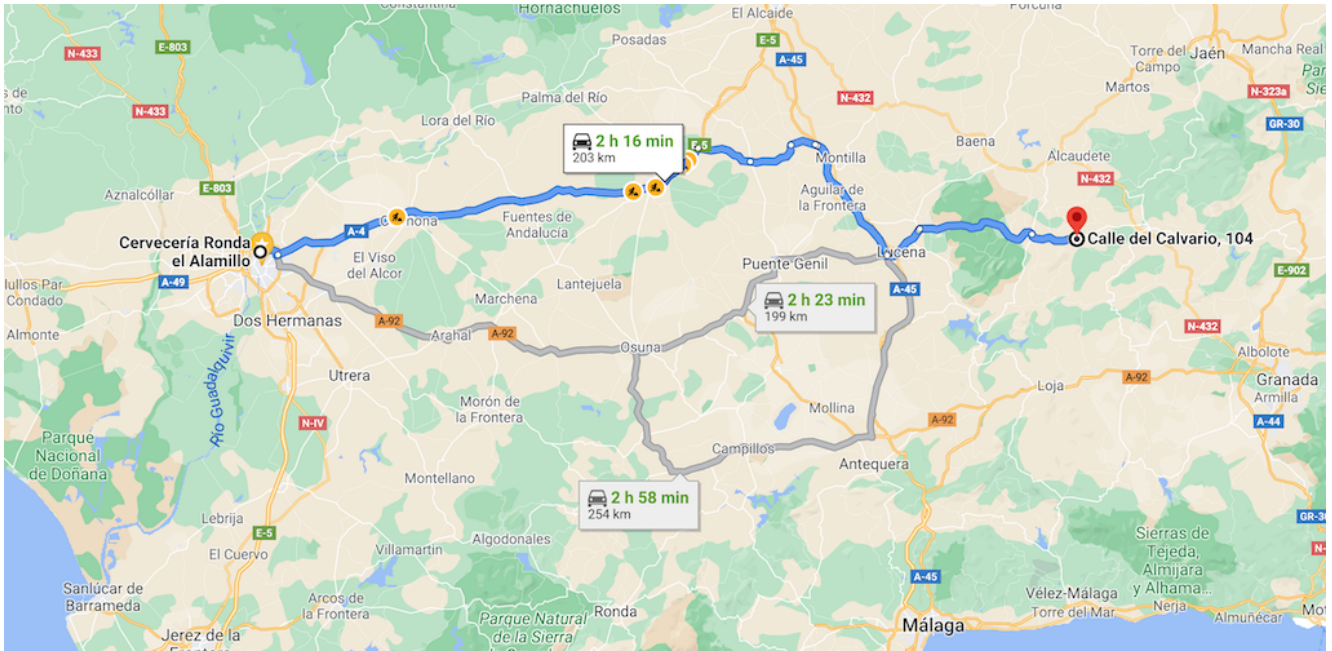 Constantina
Hornachuelos
Porcuna
N-433
E-803
Posadas
El Alcaide
E-5
A-45
Torre del
Campo
Jaén
Mancha Real
Martos
N-433
Palma del Río
N-432
N-323a
Lora del Río
GR-30
2 h 16 min
203 km
E-5
Montilla
Baena
Alcaudete
N-432
Aznalcóllar
E-803
Aguilar de
la Frontera
Fuentes de
Andalucía
A-4
Cervecería Ronda
el Alamillo
Calle del Calvario, 104
El Viso
del Alcor
Lucena
Puente Genil
A-49
Lantejuela
Marchena
A-45
E-902
2 h 23 min
199 km
Condado
Almonte
Dos Hermanas
A-92
Arahal
A-92
Osuna
N-432
Río Guadalquivir
Utrera
Albolote
Granada
Armilla
Loja
A-92
Morón de
la Frontera
Mollina
A-92
N-IV
A-44
Parque
Nacional
de Doñana
Campillos
Antequera
Montellano
2 h 58 min
254 km
Lebrija
E-5
El Cuervo
Algodonales
Villamartin
Sierras de
Tejeda,
Almijara
y Alhama...
A-45
Sanlúcar de
Barrameda
Arcos de
la Frontera
Ronda
Parque Natural
de la Sierra
Vélez-Málaga
Torre del Mar
Nerja
Almuñécar
Málaga
Jerez de la